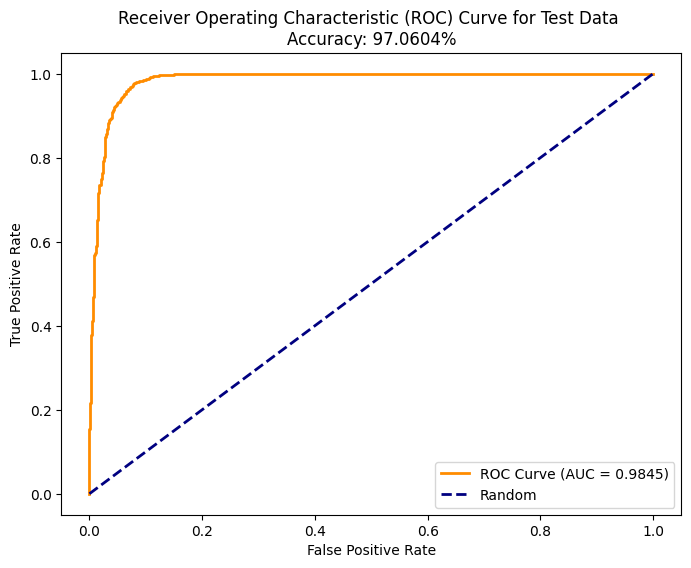 Receiver Operating Characteristic (ROC) Curve for Test Data
Accuracy: 97.0604%
True Positive Rate
1.0
0.8
0.6
0.4
0.2
0.0
ROC Curve (AUC = 0.9845)
Random
0.0 0.2 0.4 0.6 0.8 1.0
False Positive Rate